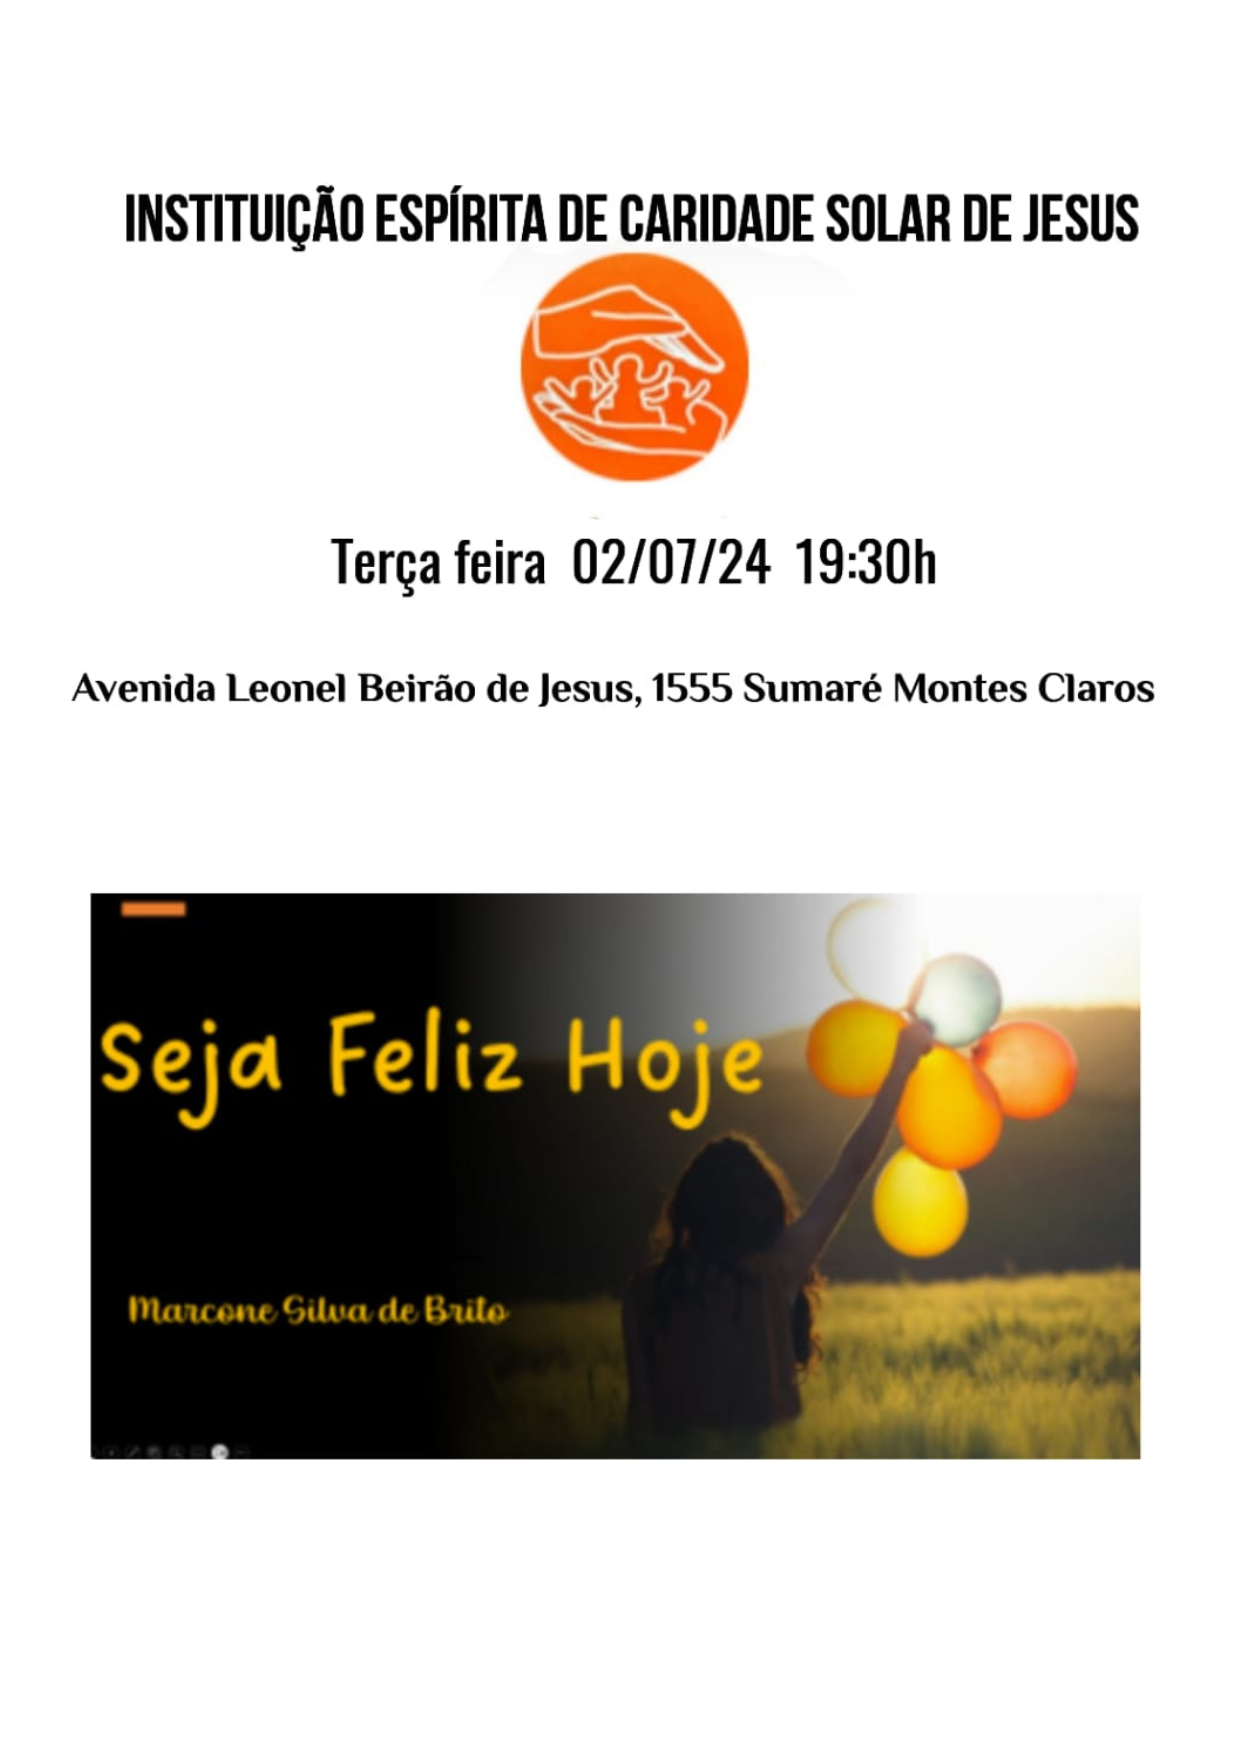 INSTITUIÇÃO ESPÍRITA DE CARIDADE SOLAR DE JESUS
Terça feira 02/07/24 19:30h
Avenida Leonel Beirão de Jesus, 1555 Sumaré Montes Claros
Seja Feliz Hoje
Marcone Silva de Brito